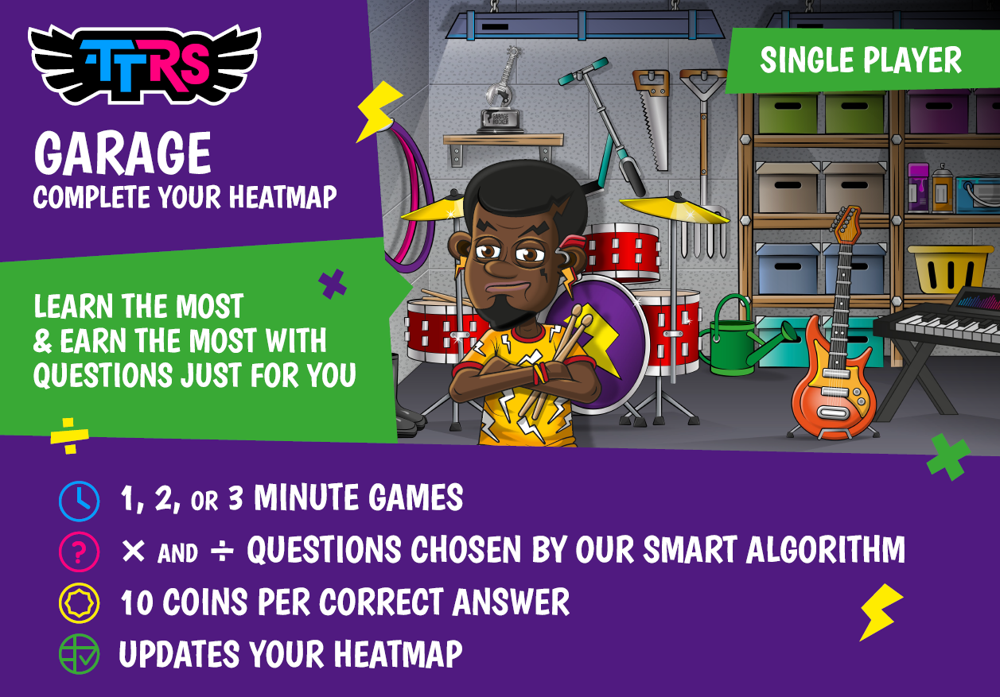 TTRS
SINGLE PLAYER
GARAGE
COMPLETE YOUR HEATMAP
GARAGE
ROCKER
LEARN THE MOST
& EARN THE MOST WITH
QUESTIONS JUST FOR YOU
1, 2, OR 3 MINUTE GAMES
? × AND ÷ QUESTIONS CHOSEN BY OUR SMART ALGORITHM
10 COINS PER CORRECT ANSWER
UPDATES YOUR HEATMAP